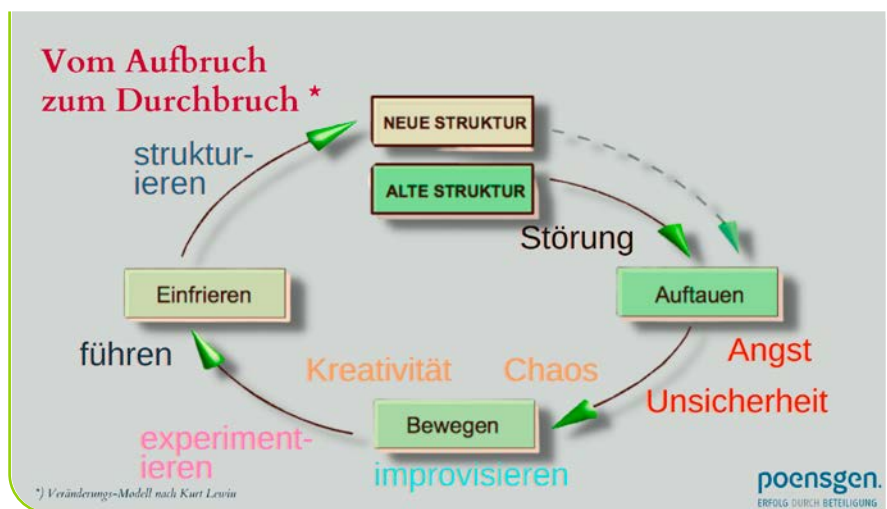 Vom Aufbruch
zum Durchbruch *
NEUE STRUKTUR
struktur-
ieren
ALTE STRUKTUR
Störung
Einfrieren
Auftauen
führen
Angst
Kreativität
Chaos
Unsicherheit
Bewegen
experiment-
ieren
improvisieren
*) Veränderungs-Modell nach Kurt Lewin
poensgen.
ERFOLG DURCH BETEILIGUNG